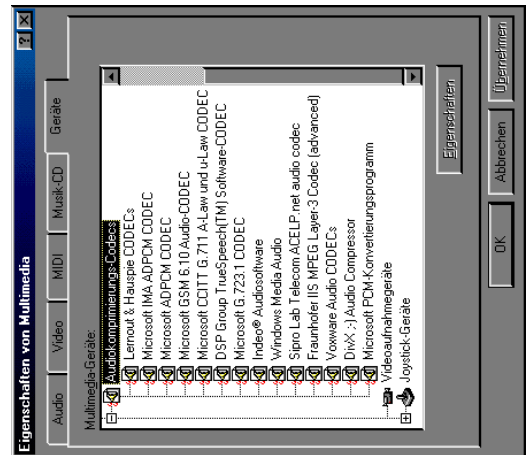 Eigenschaften von Multimedia
Audio Video MIDI Musik-CD Geräte
Multimedia-Geräte:
Audiokomprimierungs-Codecs
Lernout & Hauspie CODECs
Microsoft IMA ADPCM CODEC
Microsoft ADPCM CODEC
Microsoft GSM 6.10 Audio-CODEC
Microsoft CCITT G.711 A-Law und u-Law CODEC
DSP Group TrueSpeech(TM) Software-CODEC
Microsoft G.723.1 CODEC
Indeo® Audiosoftware
Windows Media Audio
Sipro Lab Telecom ACELP.net audio codec
Fraunhofer IIS MPEG Layer-3 Codec (advanced)
Voxware Audio CODECs
DivX ;-) Audio Compressor
Microsoft PCM-Konvertierungsprogramm
Videoaufnahmegeräte
Joystick-Geräte
Eigenschaften
OK Abbrechen Übernehmen